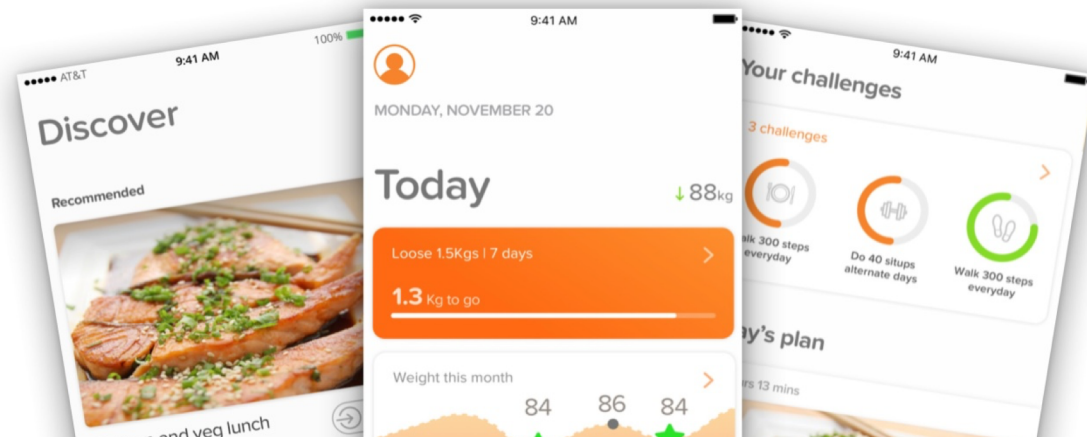 AT&T
9:41 AM
100%
Discover
Recommended
and veg lunch
9:41 AM
MONDAY, NOVEMBER 20
Today
↓88kg
Loose 1.5Kgs | 7 days
1.3 Kg to go
Weight this month
84
86
84
9:41 AM
Your challenges
3 challenges
alk 300 steps
everyday
Do 40 situps
alternate days
Walk 300 steps
everyday
y's plan
rs 13 mins